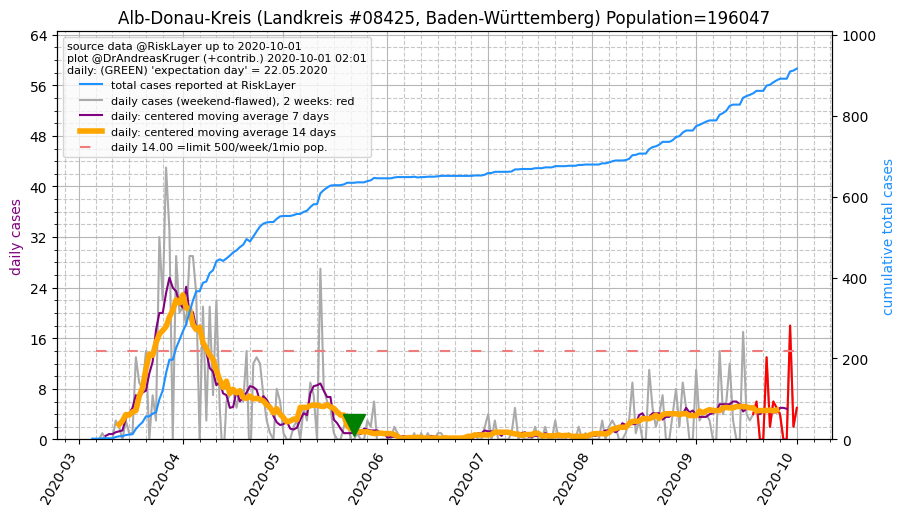 Alb-Donau-Kreis (Landkreis #08425, Baden-Württemberg) Population=196047
source data @RiskLayer up to 2020-10-01
plot @DrAndreasKruger (+contrib.) 2020-10-01 02:01
daily: (GREEN) 'expectation day' = 22.05.2020
total cases reported at RiskLayer
daily cases (weekend-flawed), 2 weeks: red
daily: centered moving average 7 days
daily: centered moving average 14 days
daily 14.00 =limit 500/week/1mio pop.
daily cases
64
56
48
40
32
24
16
8
0
cumulative total cases
1000
800
600
400
200
0
2020-03
2020-04
2020-05
2020-06
2020-07
2020-08
2020-09
2020-10